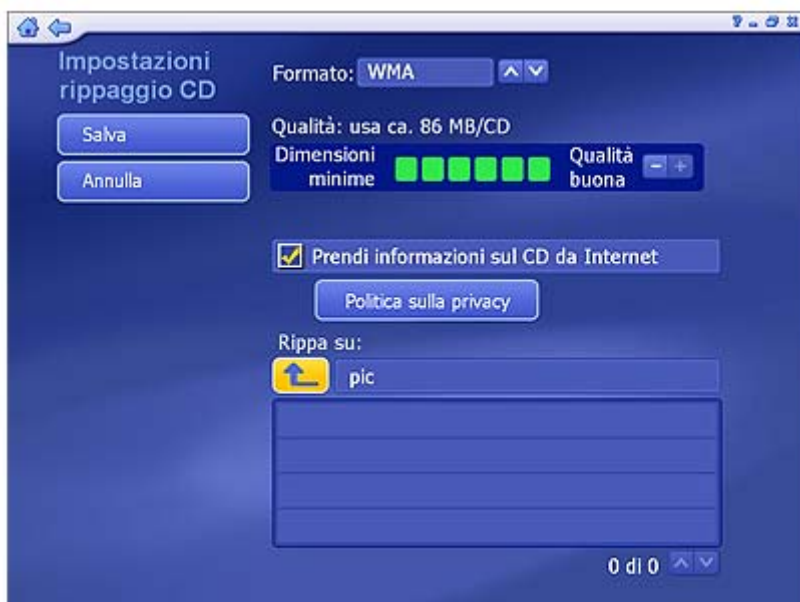 Impostazioni
rippaggio CD
Salva
Annulla
Formato: WMA
Qualità: usa ca. 86 MB/CD
Dimensioni
minime
Qualità
buona
Prendi informazioni sul CD da Internet
Politica sulla privacy
Rippa su:
pic
0 di 0